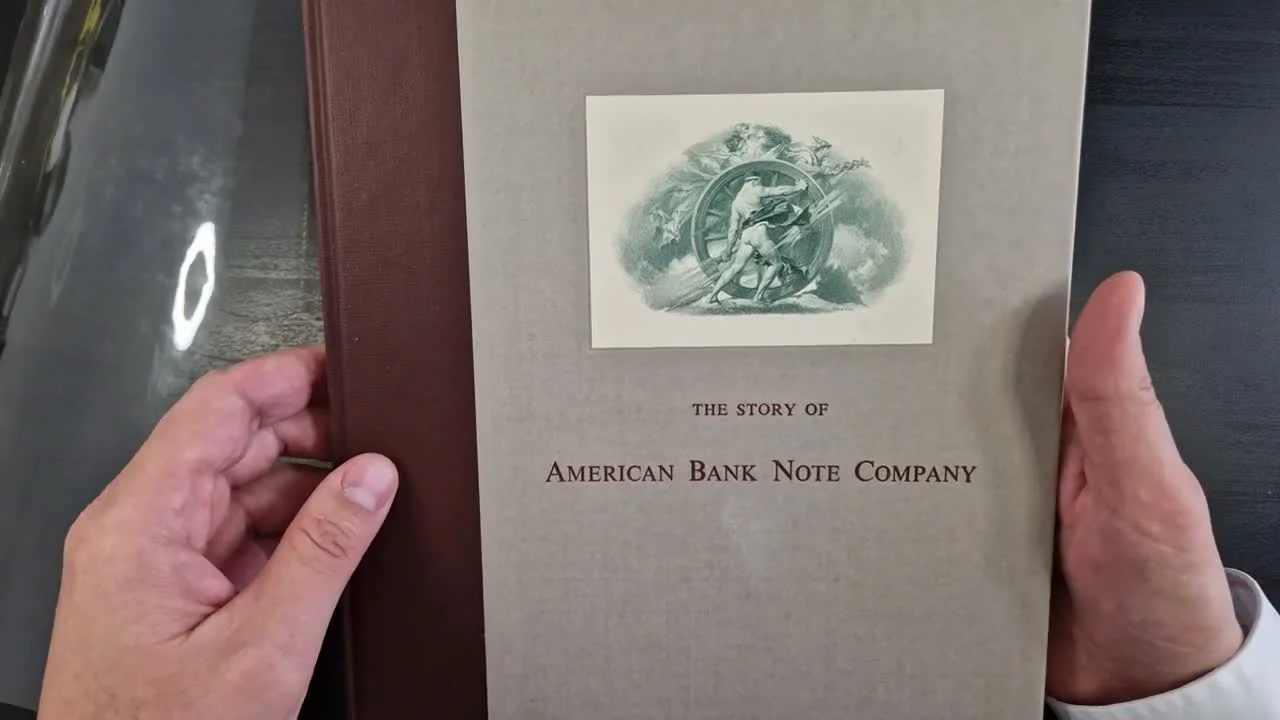 THE STORY OF
AMERICAN BANK NOTE COMPANY